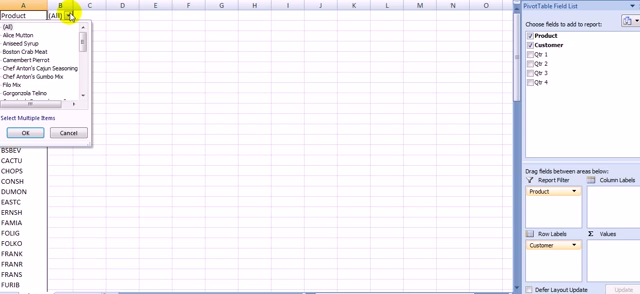 A B C D E F G H I J K L M N O
Product (All)
(All)
Alice Mutton
Aniseed Syrup
Boston Crab Meat
Camembert Pierrot
Chef Anton's Cajun Seasoning
Chef Anton's Gumbo Mix
Filo Mix
Gorgonzola Telino
Select Multiple Items
OK Cancel
BSBEV
CACTU
CHOPS
CONSH
DUMON
EASTC
ERNSH
FAMIA
FOLIG
FOLKO
FRANK
FRANR
FRANS
FURIB
PivotTable Field List
Choose fields to add to report:
Product
Customer
Qtr 1
Qtr 2
Qtr 3
Qtr 4
Drag fields between areas below:
Report Filter Column Labels
Product
Row Labels Σ Values
Customer
Defer Layout Update Update